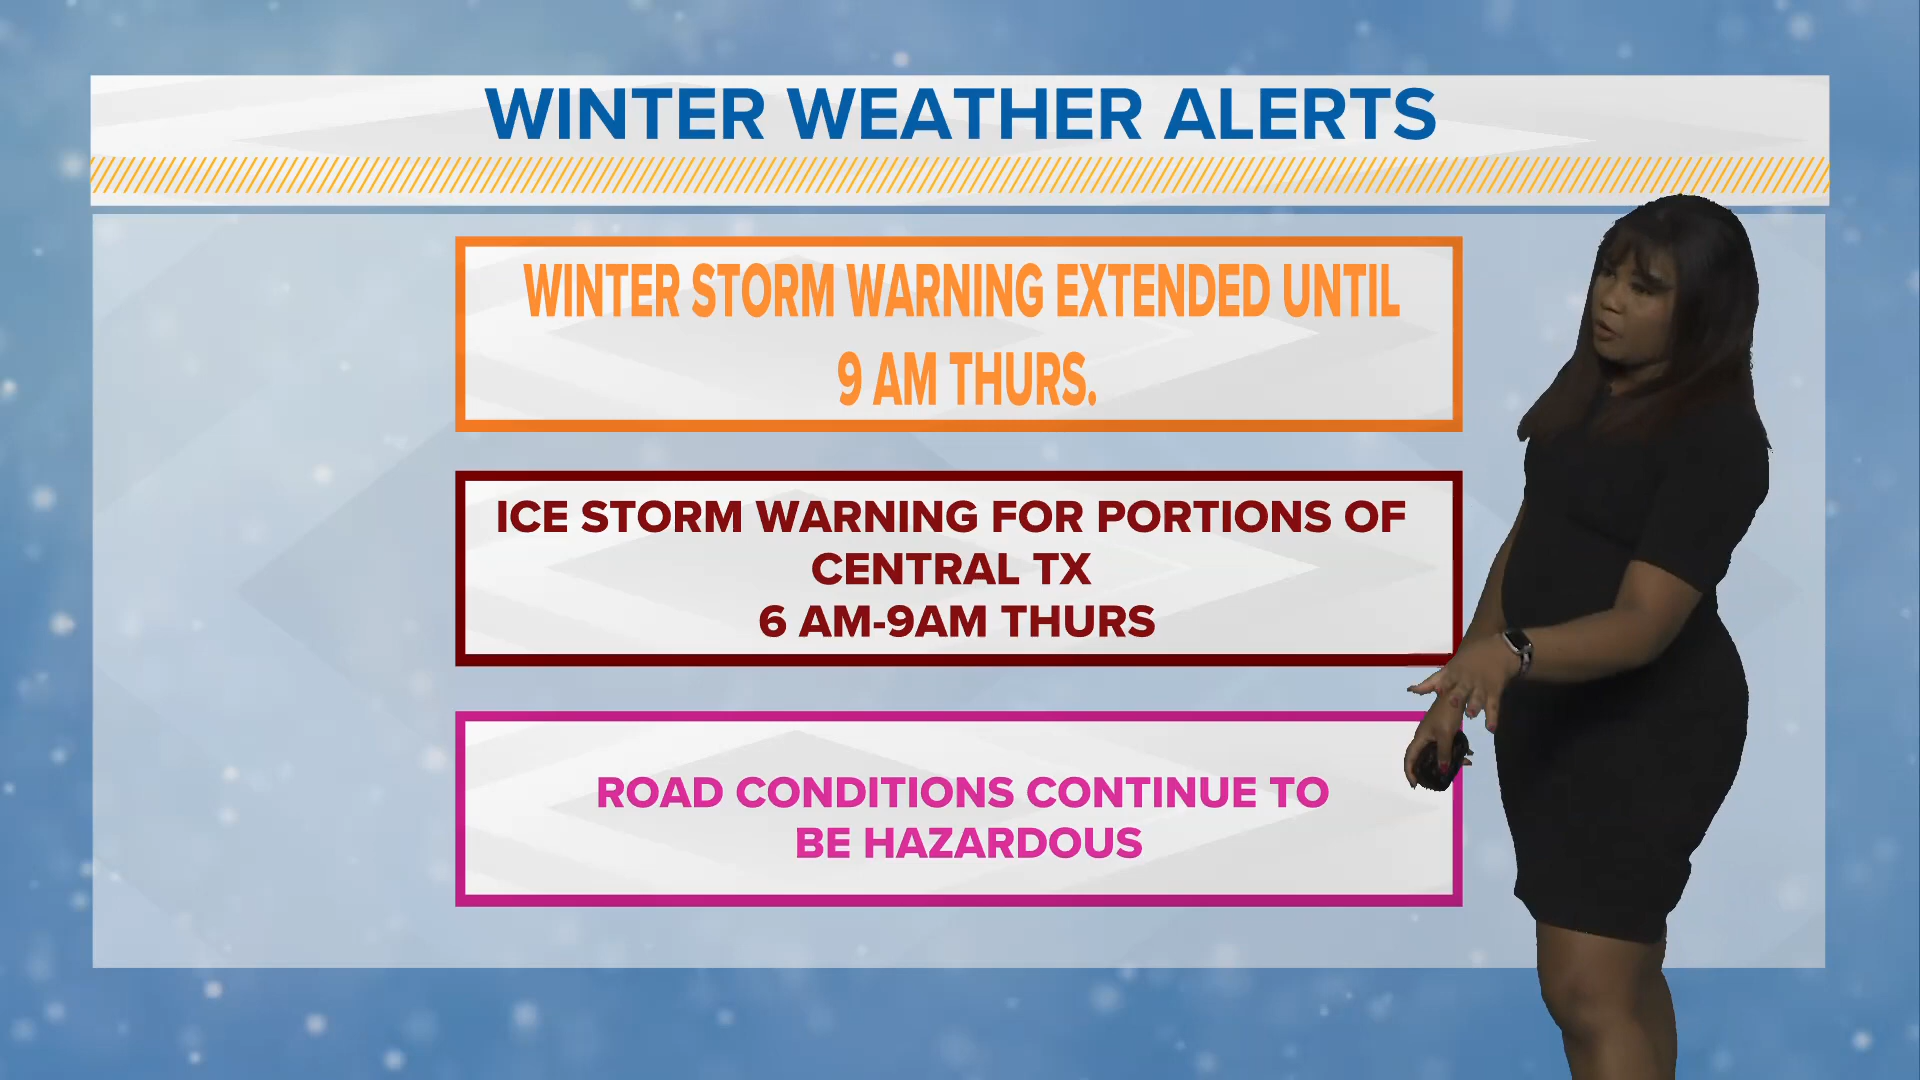 WINTER WEATHER ALERTS
WINTER STORM WARNING EXTENDED UNTIL
9 AM THURS.
ICE STORM WARNING FOR PORTIONS OF
CENTRAL TX
6 AM-9AM THURS
ROAD CONDITIONS CONTINUE TO
BE HAZARDOUS